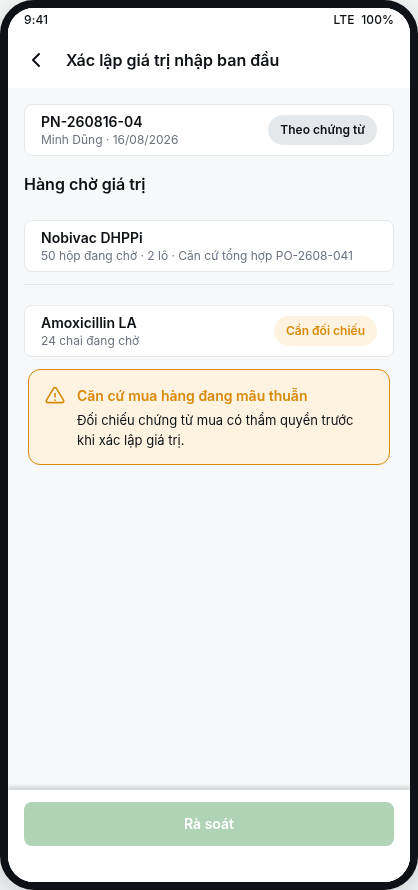 9:41 LTE 100%
Xác lập giá trị nhập ban đầu
PN-260816-04
Minh Dũng · 16/08/2026
Theo chứng từ
Hàng chờ giá trị
Nobivac DHPPi
50 hộp đang chờ · 2 lô · Căn cứ tổng hợp PO-2608-041
Amoxicillin LA
24 chai đang chờ
Cần đối chiếu
Căn cứ mua hàng đang mâu thuẫn
Đối chiếu chứng từ mua có thẩm quyền trước
khi xác lập giá trị.
Rà soát